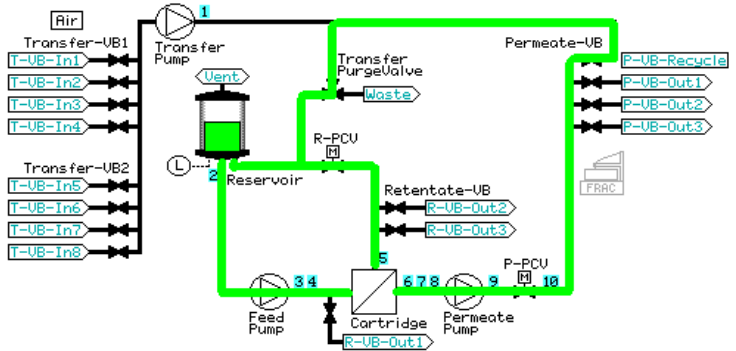 Air
1
Transfer-VB1
Transfer
Pump
Permeate-VB
T-VB-In1
T-VB-In2
T-VB-In3
T-VB-In4
Vent
Transfer
PurgeValve
Waste
P-VB-Recycle
P-VB-Out1
P-VB-Out2
P-VB-Out3
R-PCV
M
L
2
Reservoir
FRAC
Transfer-VB2
T-VB-In5
T-VB-In6
T-VB-In7
T-VB-In8
Retentate-VB
R-VB-Out2
R-VB-Out3
5
P-PCV
M
3 4
6 7 8
9
10
Feed
Pump
Cartridge
Permeate
Pump
R-VB-Out1